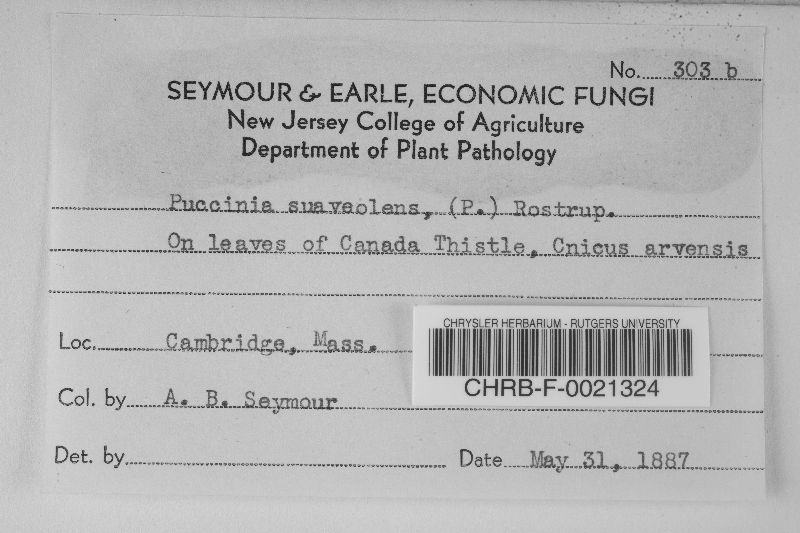 No. 303 b
SEYMOUR & EARLE, ECONOMIC FUNGI
New Jersey College of Agriculture
Department of Plant Pathology
Puccinia suaveolens, (P.) Rostrup.
On leaves of Canada Thistle, Cnicus arvensis
CHRYSLER HERBARIUM - RUTGERS UNIVERSITY
CHRB-F-0021324
Loc. Cambridge, Mass.
Col. by A. B. Seymour
Det. by
Date May 31, 1887